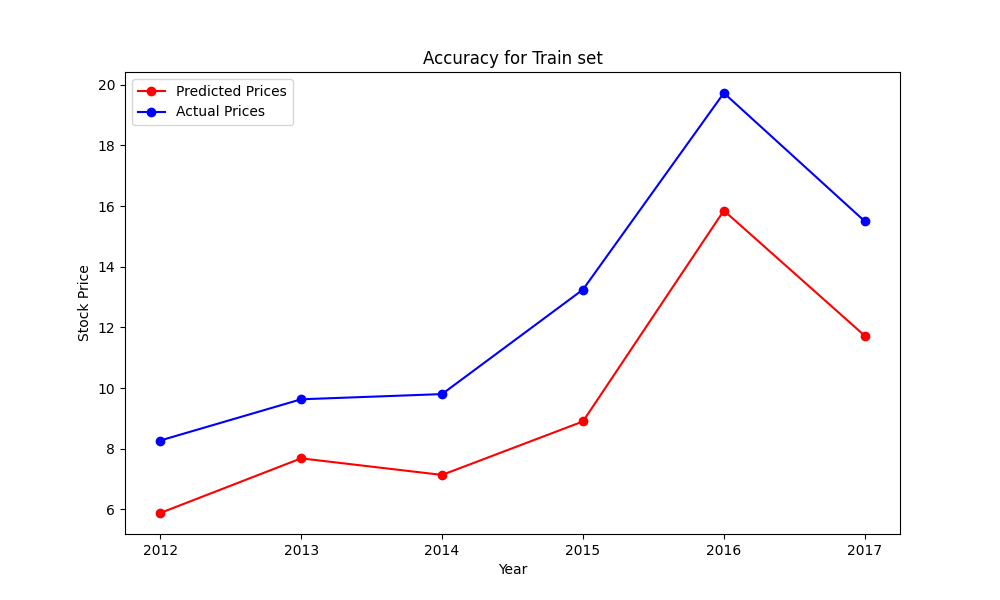 Accuracy for Train set
Predicted Prices
Actual Prices
20
18
16
14
12
10
8
6
Stock Price
2012 2013 2014 2015 2016 2017
Year